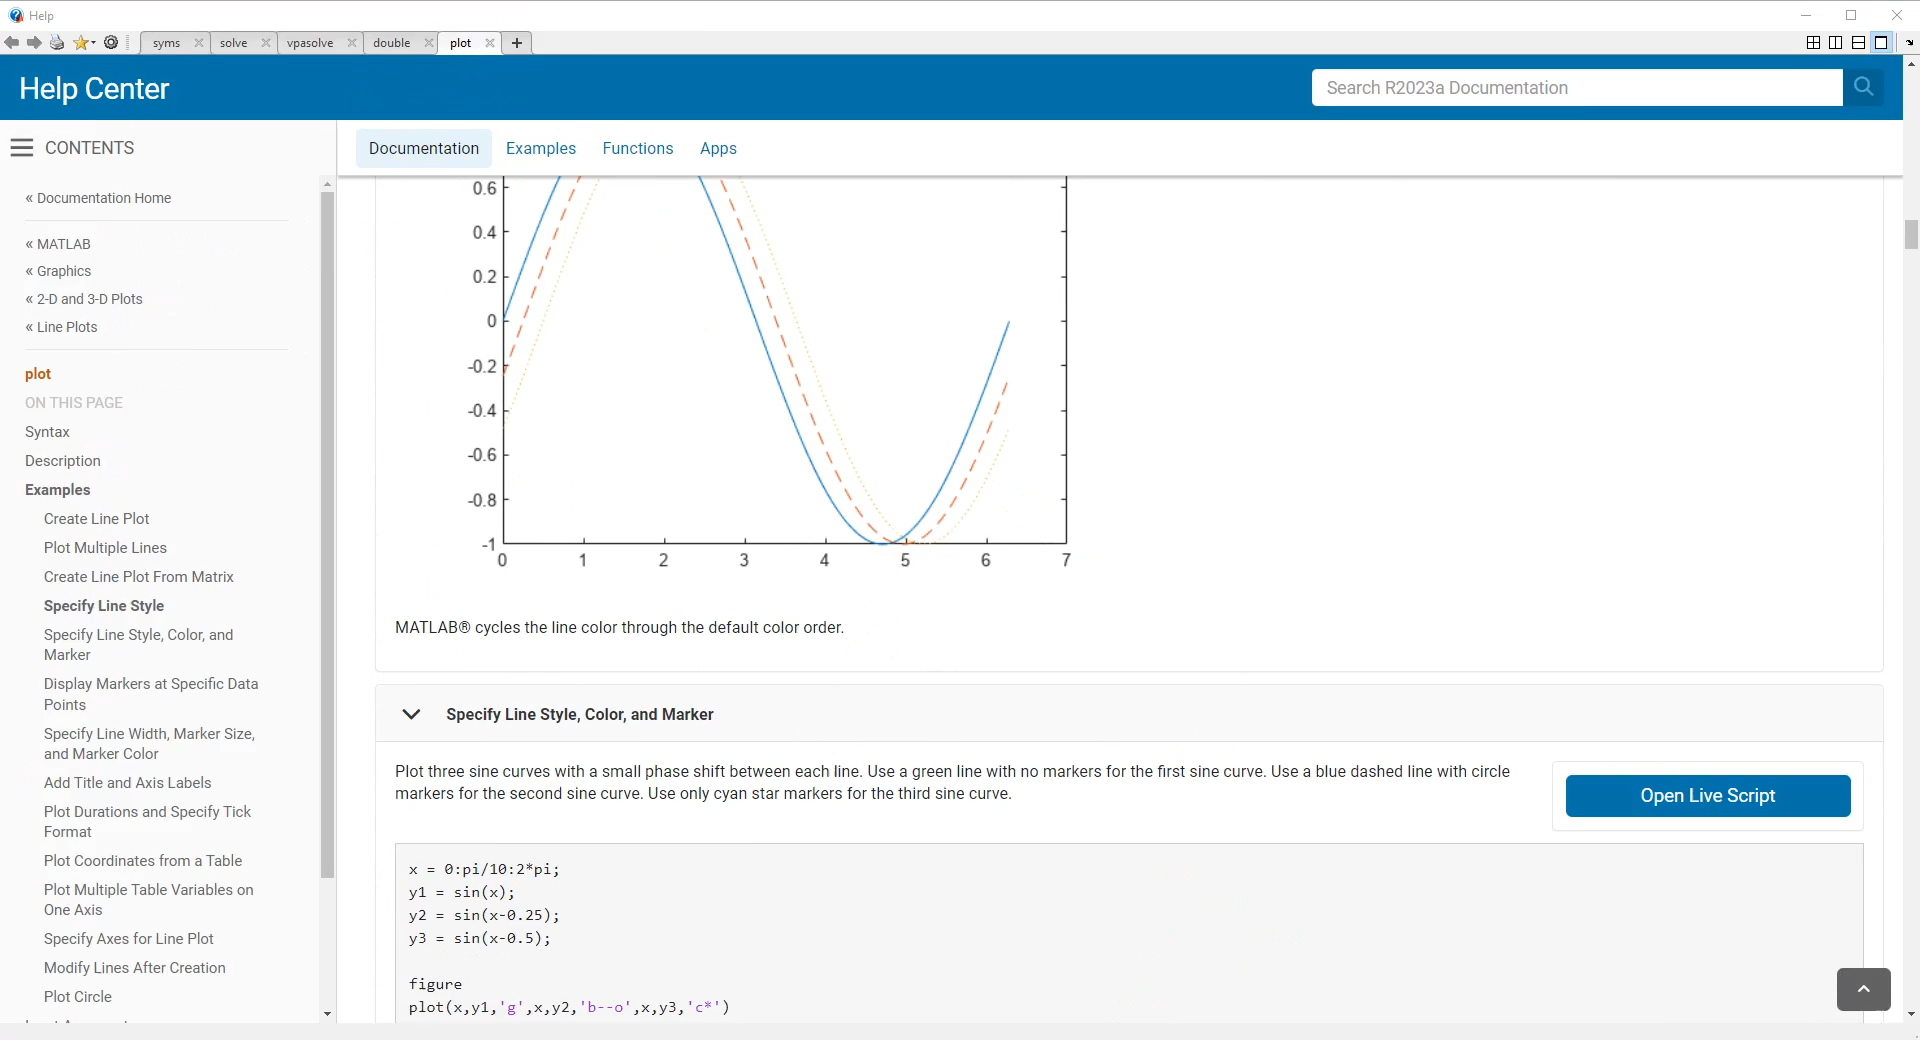 Help
syms
solve
vpasolve
double
plot
Help Center
Search R2023a Documentation
CONTENTS
Documentation
Examples
Functions
Apps
« Documentation Home
« MATLAB
« Graphics
« 2-D and 3-D Plots
« Line Plots
plot
ON THIS PAGE
Syntax
Description
Examples
Create Line Plot
Plot Multiple Lines
Create Line Plot From Matrix
Specify Line Style
Specify Line Style, Color, and
Marker
Display Markers at Specific Data
Points
Specify Line Width, Marker Size,
and Marker Color
Add Title and Axis Labels
Plot Durations and Specify Tick
Format
Plot Coordinates from a Table
Plot Multiple Table Variables on
One Axis
Specify Axes for Line Plot
Modify Lines After Creation
Plot Circle
0.6
0.4
0.2
0
-0.2
-0.4
-0.6
-0.8
-1
0 1 2 3 4 5 6 7
MATLAB® cycles the line color through the default color order.
Specify Line Style, Color, and Marker
Plot three sine curves with a small phase shift between each line. Use a green line with no markers for the first sine curve. Use a blue dashed line with circle
markers for the second sine curve. Use only cyan star markers for the third sine curve.
Open Live Script
x = 0:pi/10:2*pi;
y1 = sin(x);
y2 = sin(x-0.25);
y3 = sin(x-0.5);
figure
plot(x,y1,'g',x,y2,'b--o',x,y3,'c*')